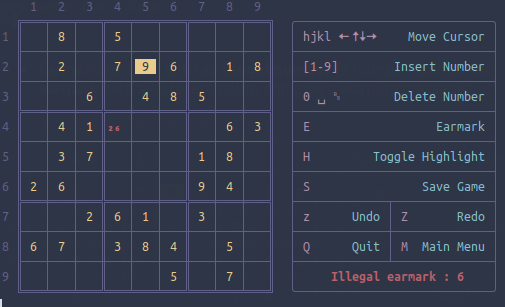 1 2 3 4 5 6 7 8 9
1 8 5
2 2 7 9 6 1 8
3 6 4 8 5
4 4 1 2 6 6 3
5 3 7 1 8
6 2 6 9 4
7 2 6 1 3
8 6 7 3 8 4 5
9 5 7
hjkl ←↑↓→ Move Cursor
[1-9] Insert Number
0 ␣ Delete Number
E Earmark
H Toggle Highlight
S Save Game
z Undo Z Redo
Q Quit M Main Menu
Illegal earmark : 6